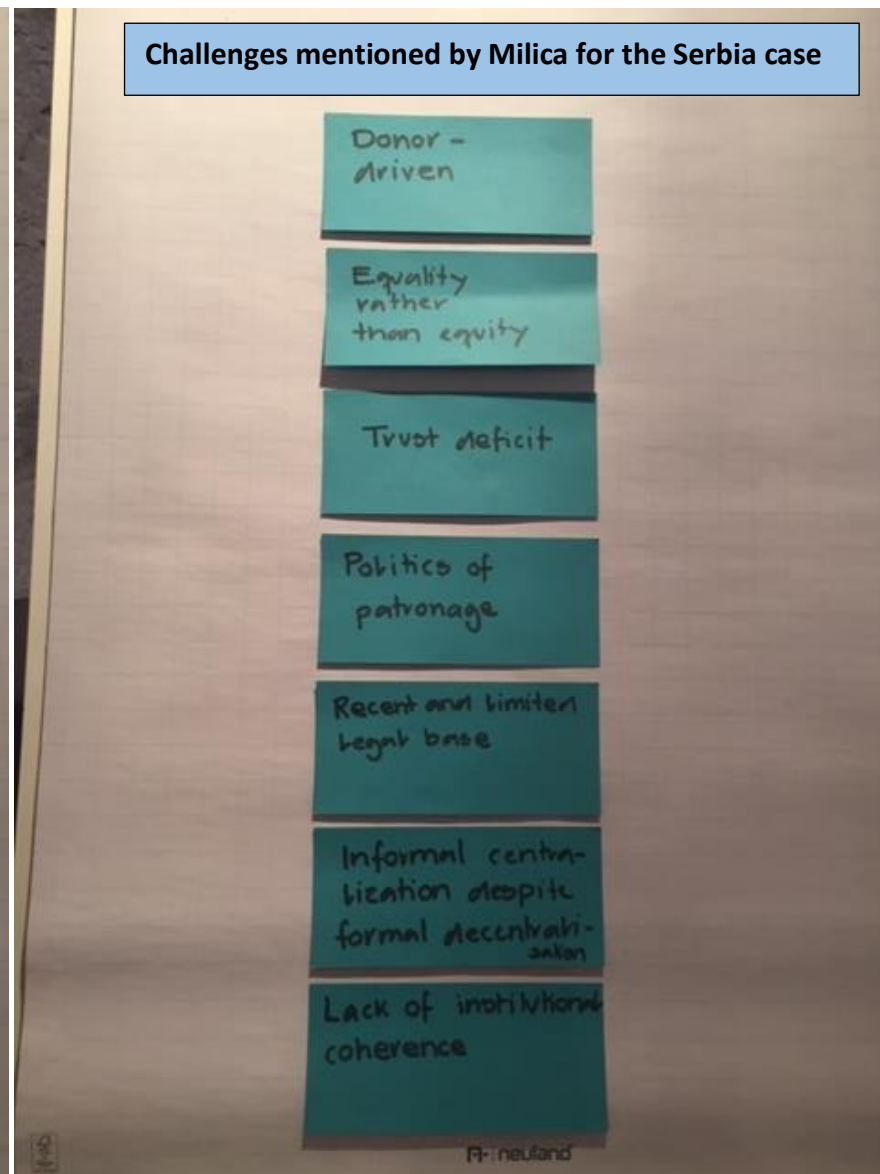 Challenges mentioned by Milica for the Serbia case
Donor -
driven
Equality
rather
than equity
Trust deficit
Politics of
patronage
Recent and limited
legal base
Informal centra-
lization despite
formal decentrali-
sation
Lack of institutional
coherence
neuland